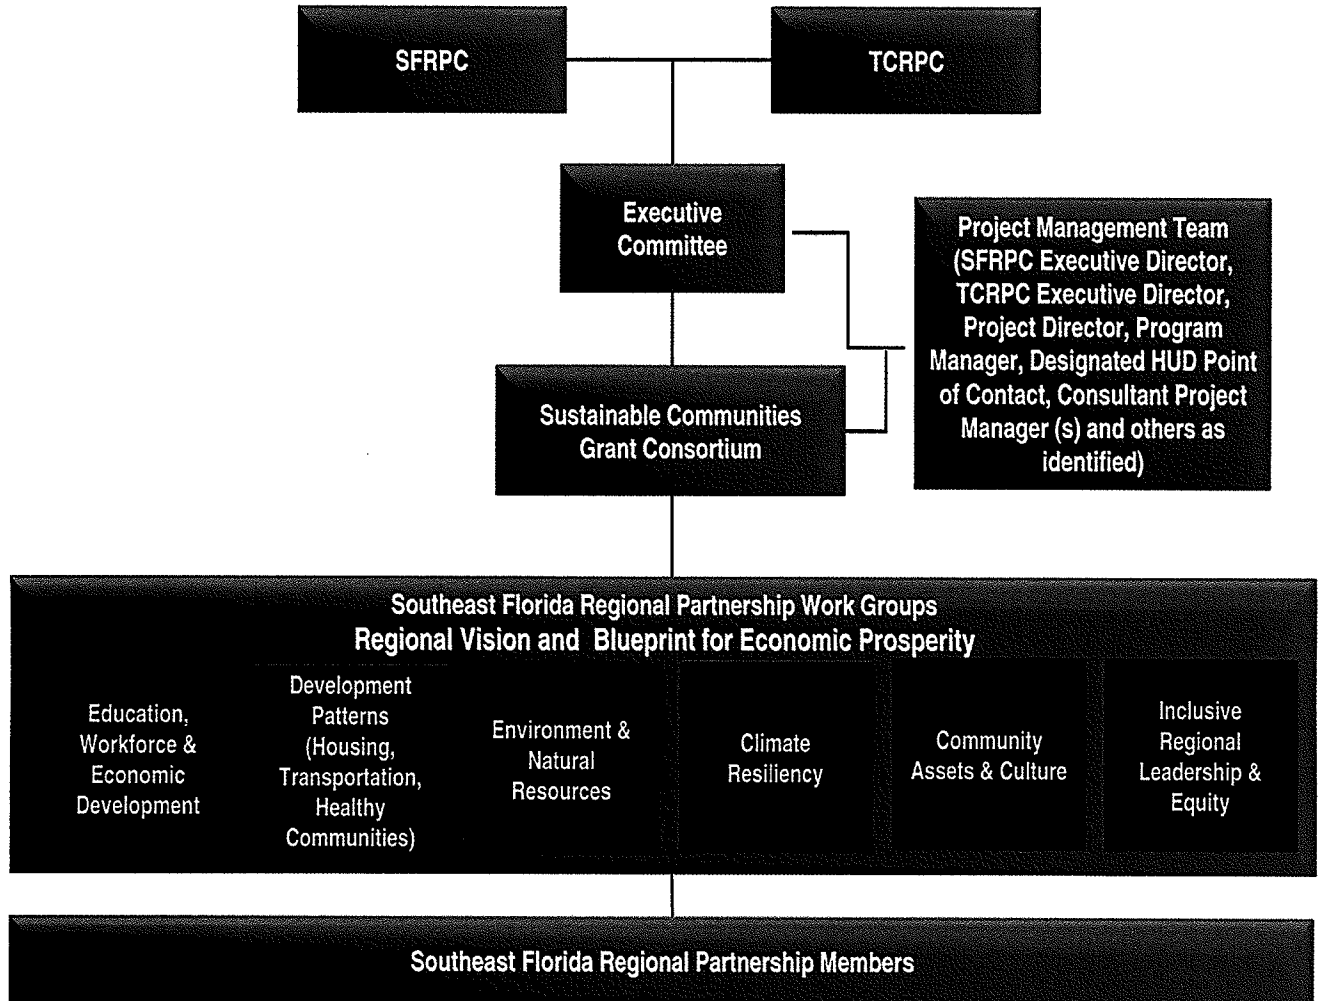 SFRPC
TCRPC
Executive
Committee
Project Management Team
(SFRPC Executive Director,
TCRPC Executive Director,
Project Director, Program
Manager, Designated HUD Point
of Contact, Consultant Project
Manager (s) and others as
identified)
Sustainable Communities
Grant Consortium
Southeast Florida Regional Partnership Work Groups
Regional Vision and Blueprint for Economic Prosperity
Education,
Workforce &
Economic
Development
Development
Patterns
(Housing,
Transportation,
Healthy
Communities)
Environment &
Natural
Resources
Climate
Resiliency
Community
Assets & Culture
Inclusive
Regional
Leadership &
Equity
Southeast Florida Regional Partnership Members